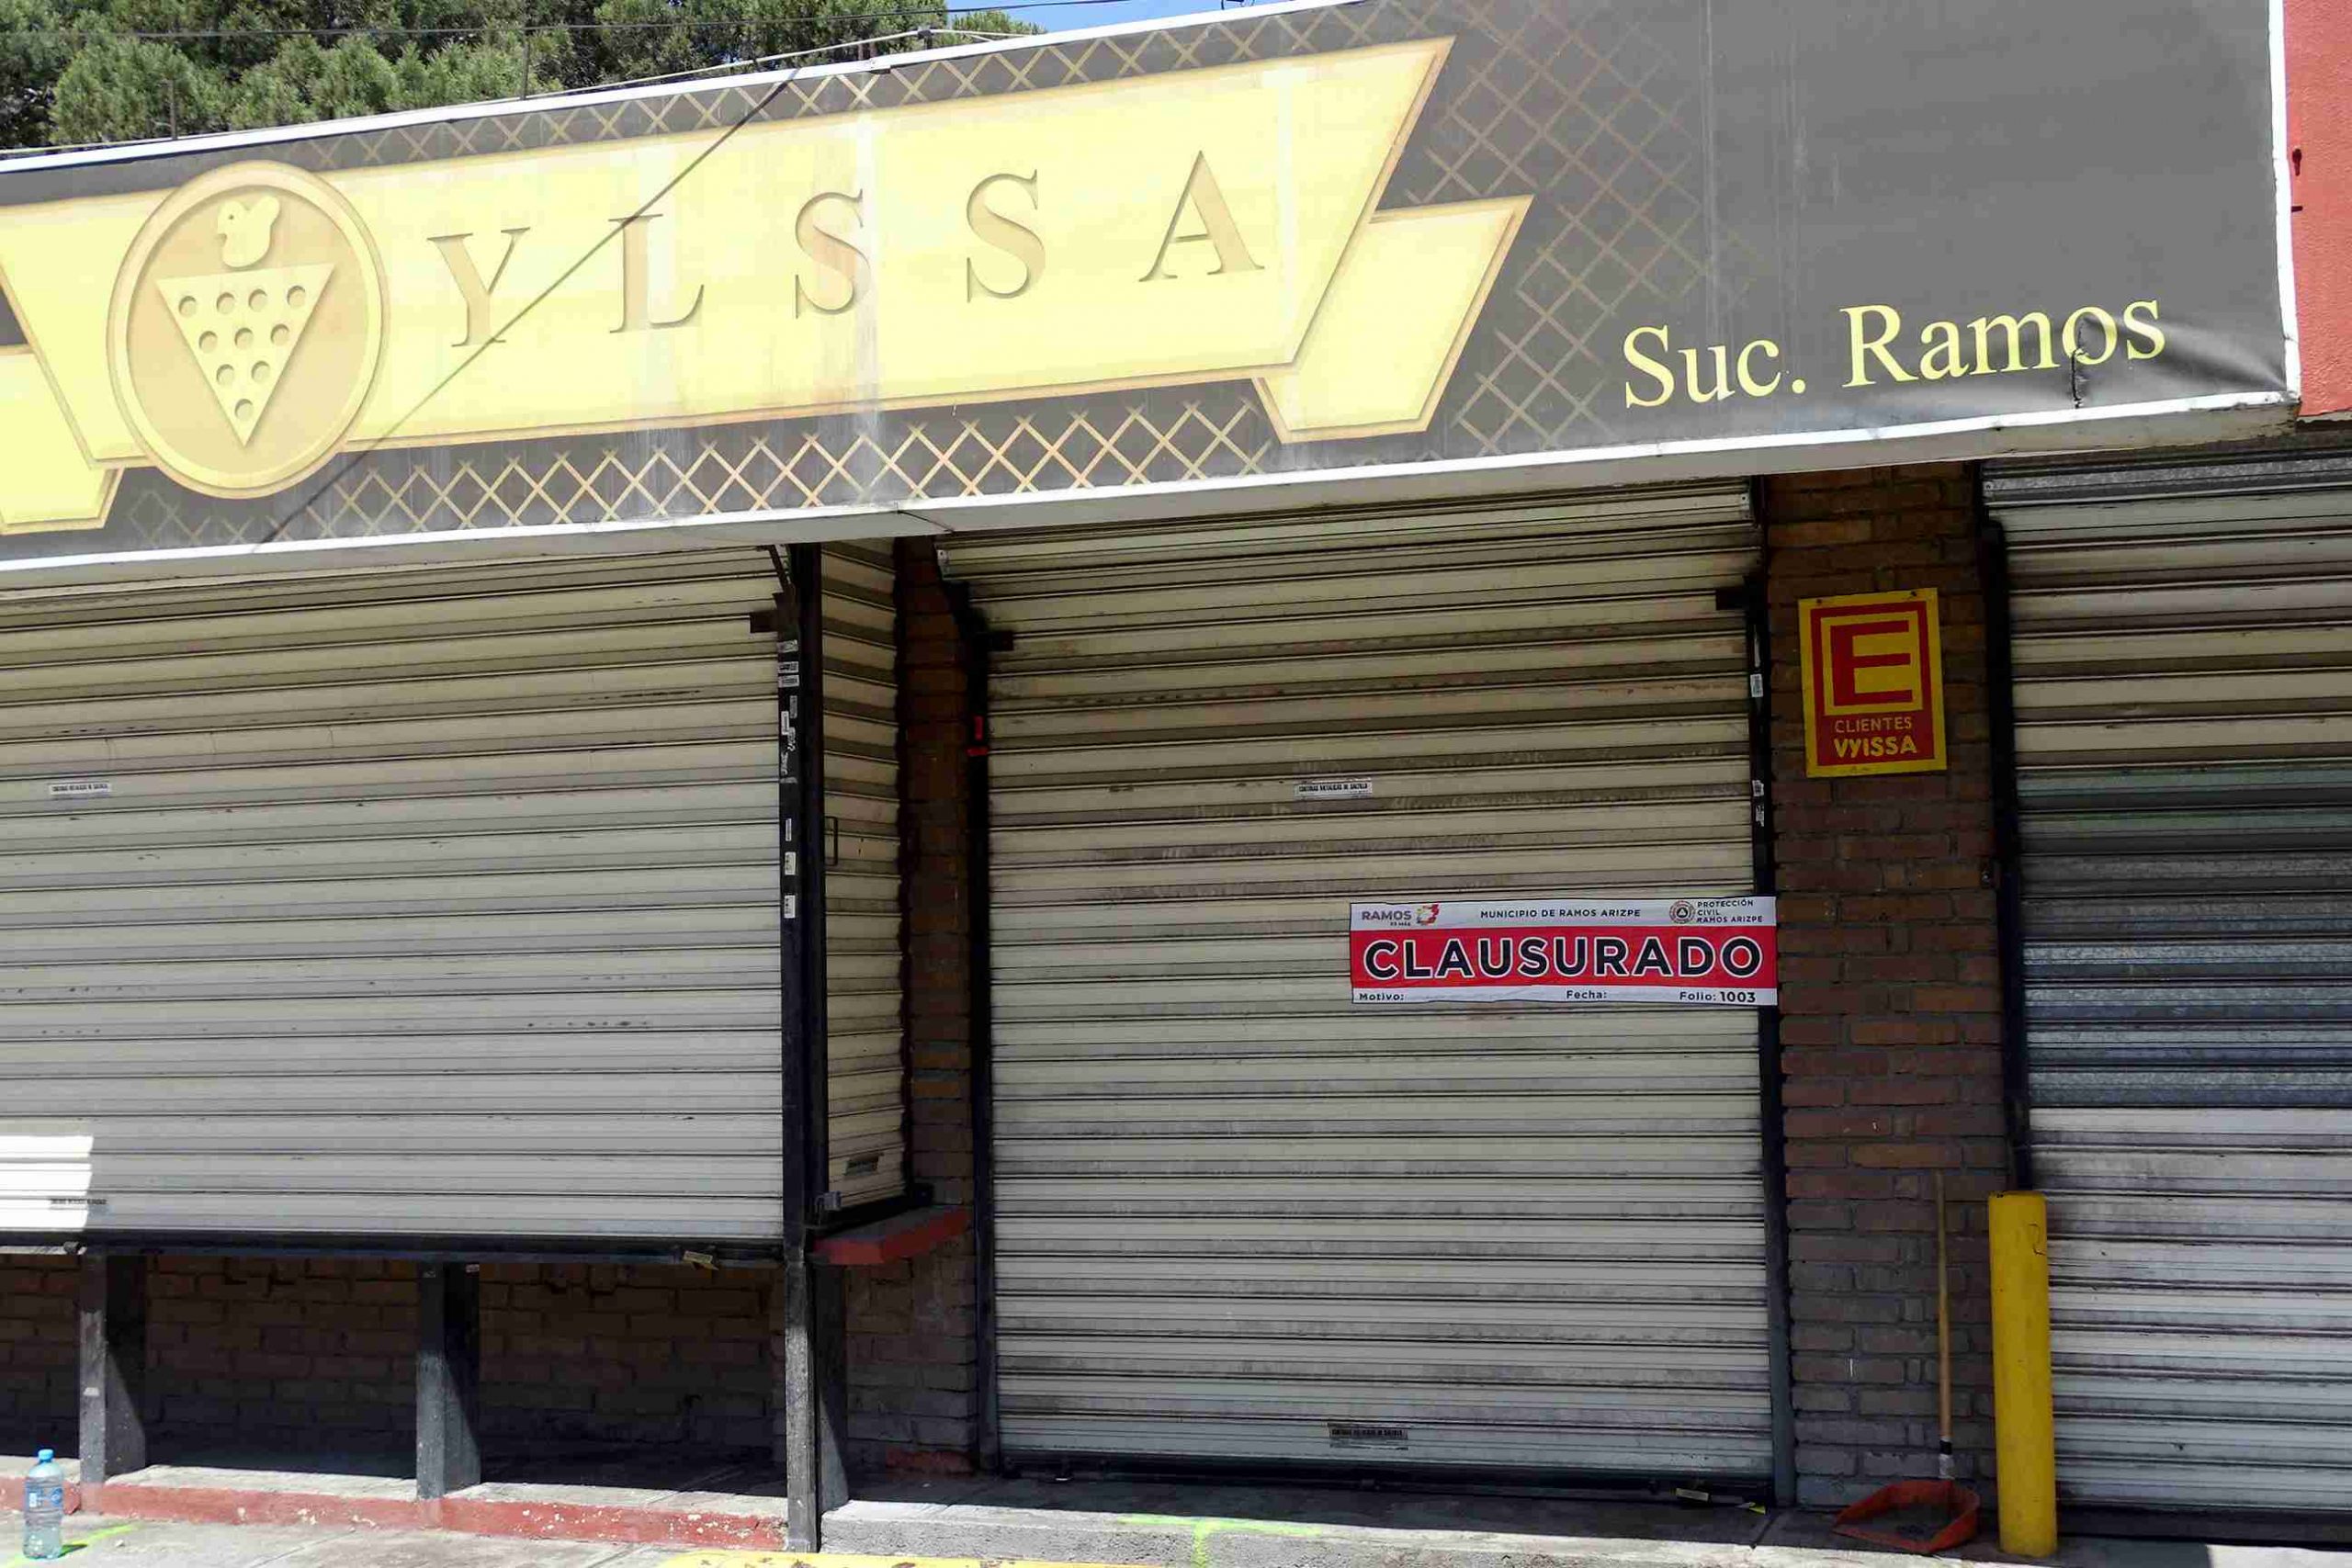 YLSSA
Suc. Ramos
E
CLIENTES
VYISSA
RAMOS
MUNICIPIO DE RAMOS ARIZPE
PROTECCIÓN
CIVIL
RAMOS ARIZPE
CLAUSURADO
Motivo:
Fecha:
Folio: 1003